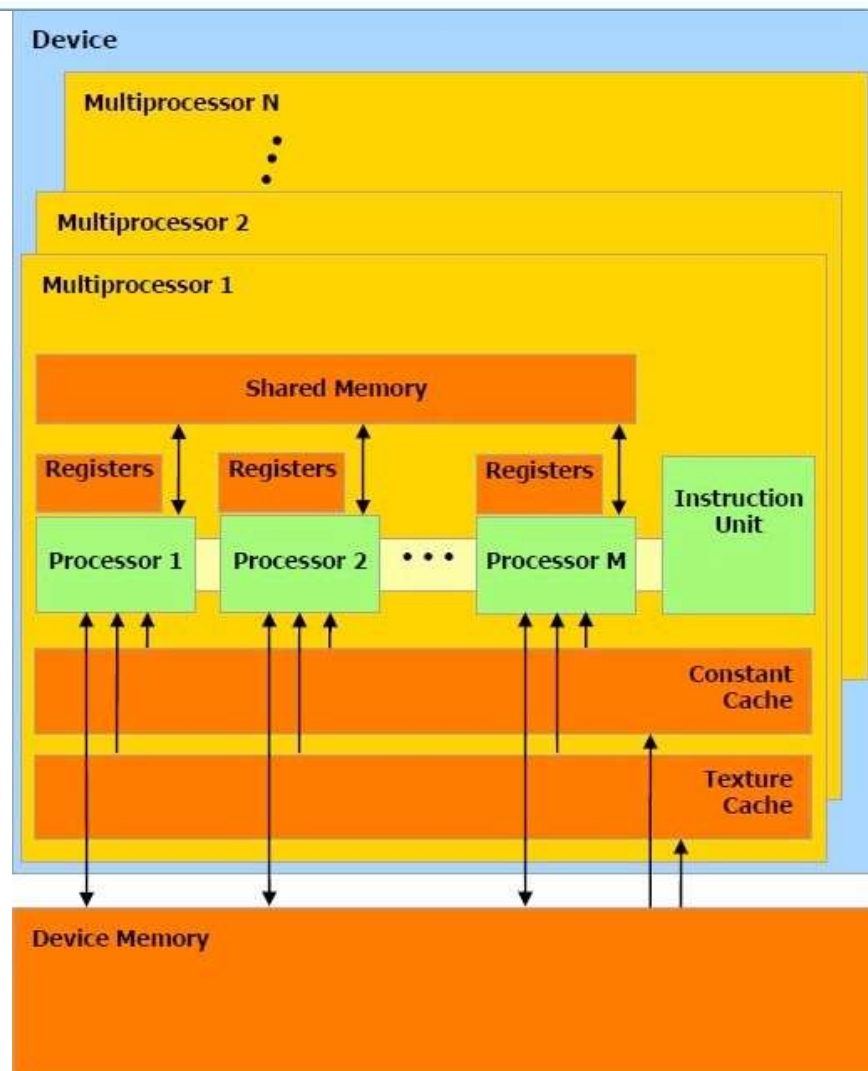 Device
Multiprocessor N
Multiprocessor 2
Multiprocessor 1
Shared Memory
Registers
Registers
Registers
Instruction
Unit
Processor 1
Processor 2
• • •
Processor M
Constant
Cache
Texture
Cache
Device Memory